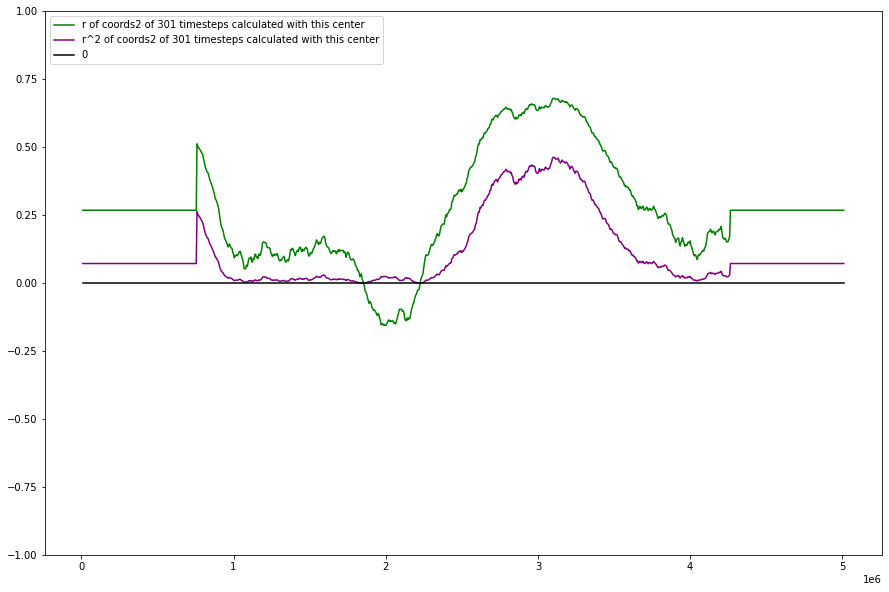 1.00
0.75
0.50
0.25
0.00
−0.25
−0.50
−0.75
−1.00
r of coords2 of 301 timesteps calculated with this center
r^2 of coords2 of 301 timesteps calculated with this center
0
0 1 2 3 4 5
1e6